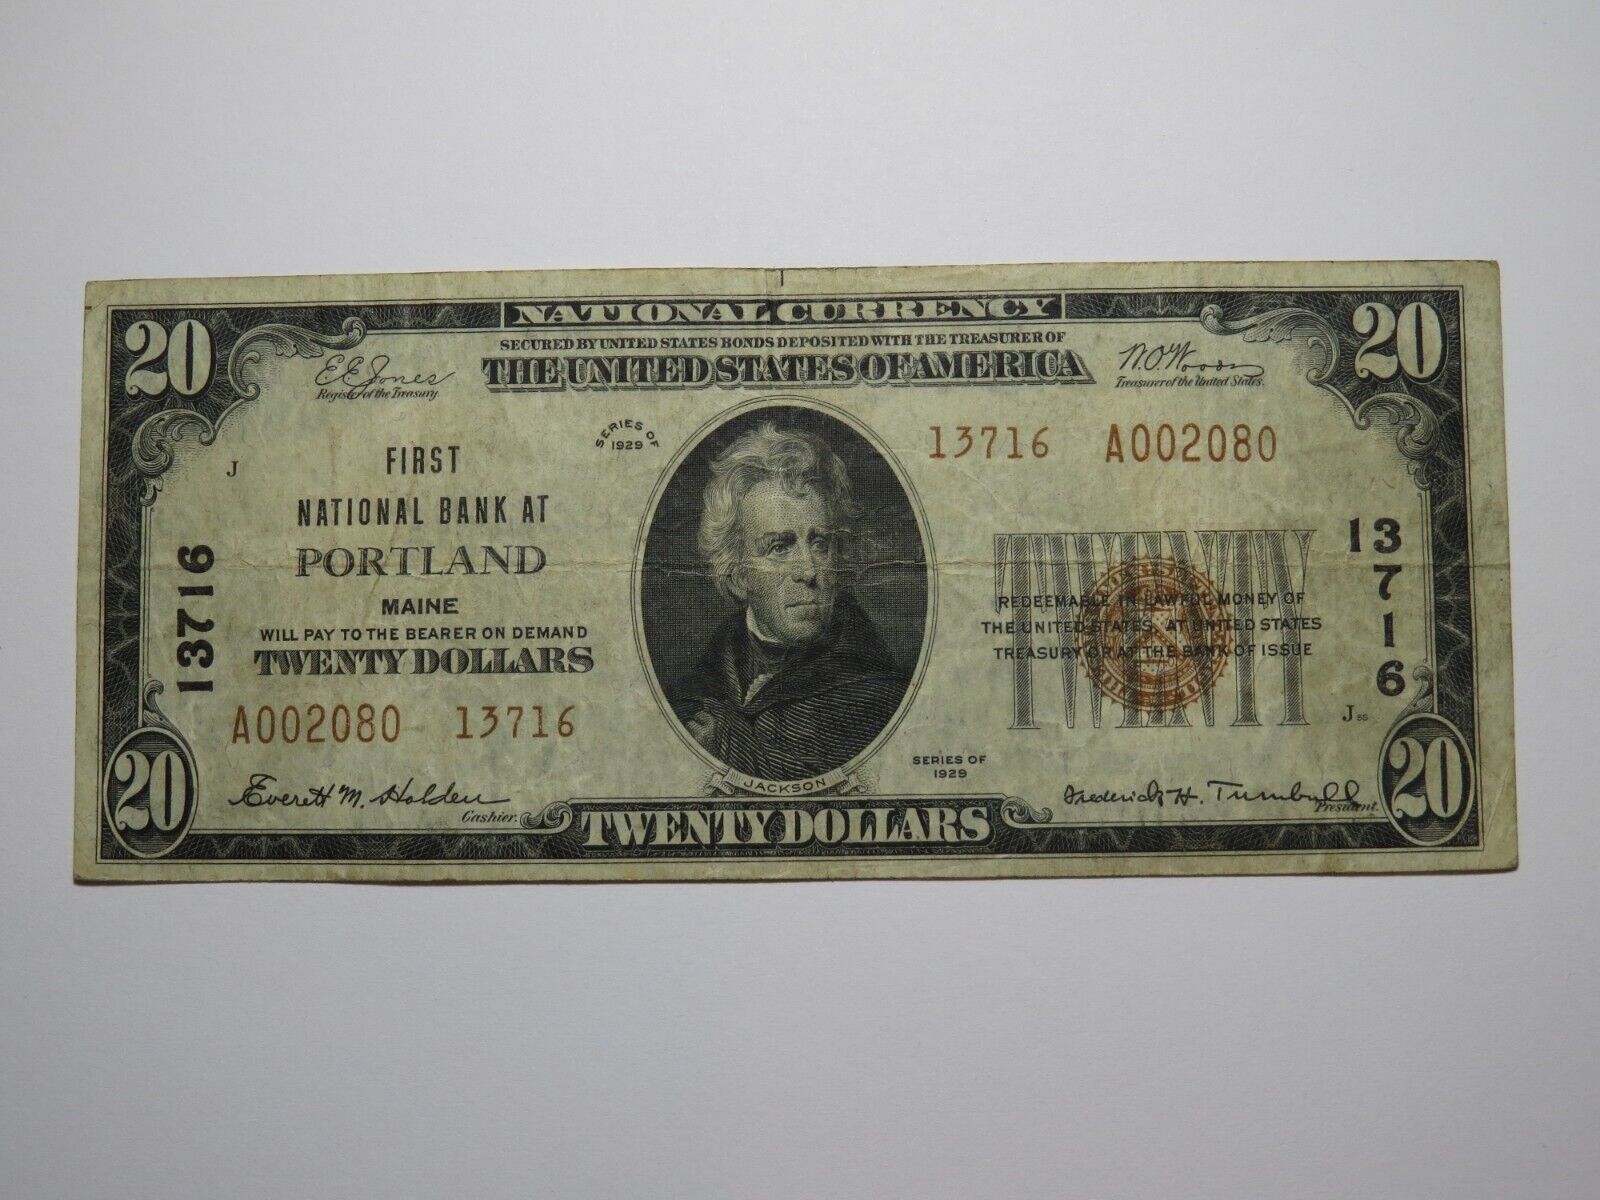 NATIONAL CURRENCY
SECURED BY UNITED STATES BONDS DEPOSITED WITH THE TREASURER OF
THE UNITED STATES OF AMERICA
20
20
E.E. Jones
Register of the Treasury.
W.O. Woods
Treasurer of the United States.
SERIES OF
1929
13716 A002080
J
FIRST
NATIONAL BANK AT
PORTLAND
MAINE
WILL PAY TO THE BEARER ON DEMAND
TWENTY DOLLARS
A002080 13716
13716
13716
TWENTY
REDEEMABLE IN LAWFUL MONEY OF
THE UNITED STATES AT UNITED STATES
TREASURY OR AT THE BANK OF ISSUE
J 55
SERIES OF
1929
JACKSON
Everett M. Holden
Cashier.
Frederick H. Turnbull
President.
20
20
TWENTY DOLLARS